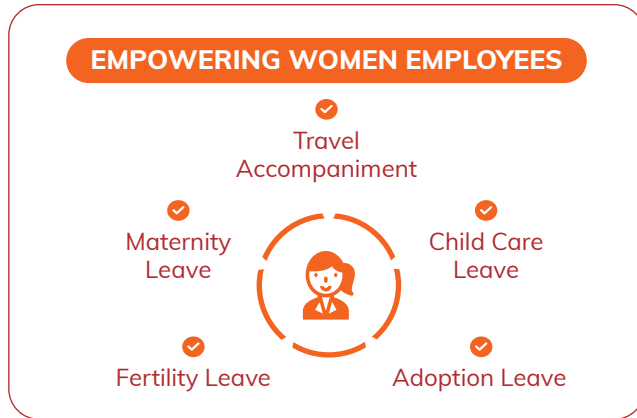 EMPOWERING WOMEN EMPLOYEES
Travel
Accompaniment
Maternity
Leave
Child Care
Leave
Fertility Leave
Adoption Leave